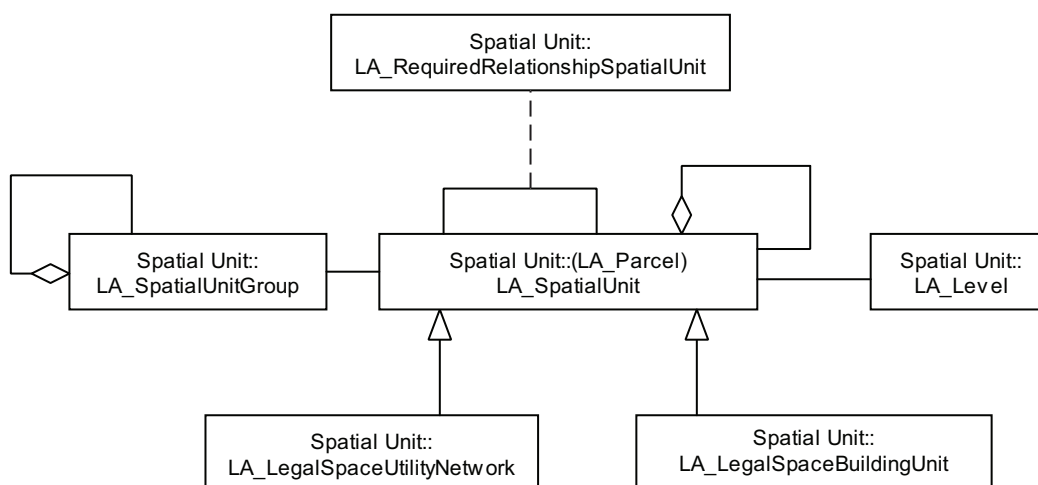 Spatial Unit::
LA_RequiredRelationshipSpatialUnit
Spatial Unit::
LA_SpatialUnitGroup
Spatial Unit::(LA_Parcel)
LA_SpatialUnit
Spatial Unit::
LA_Level
Spatial Unit::
LA_LegalSpaceUtilityNetwork
Spatial Unit::
LA_LegalSpaceBuildingUnit